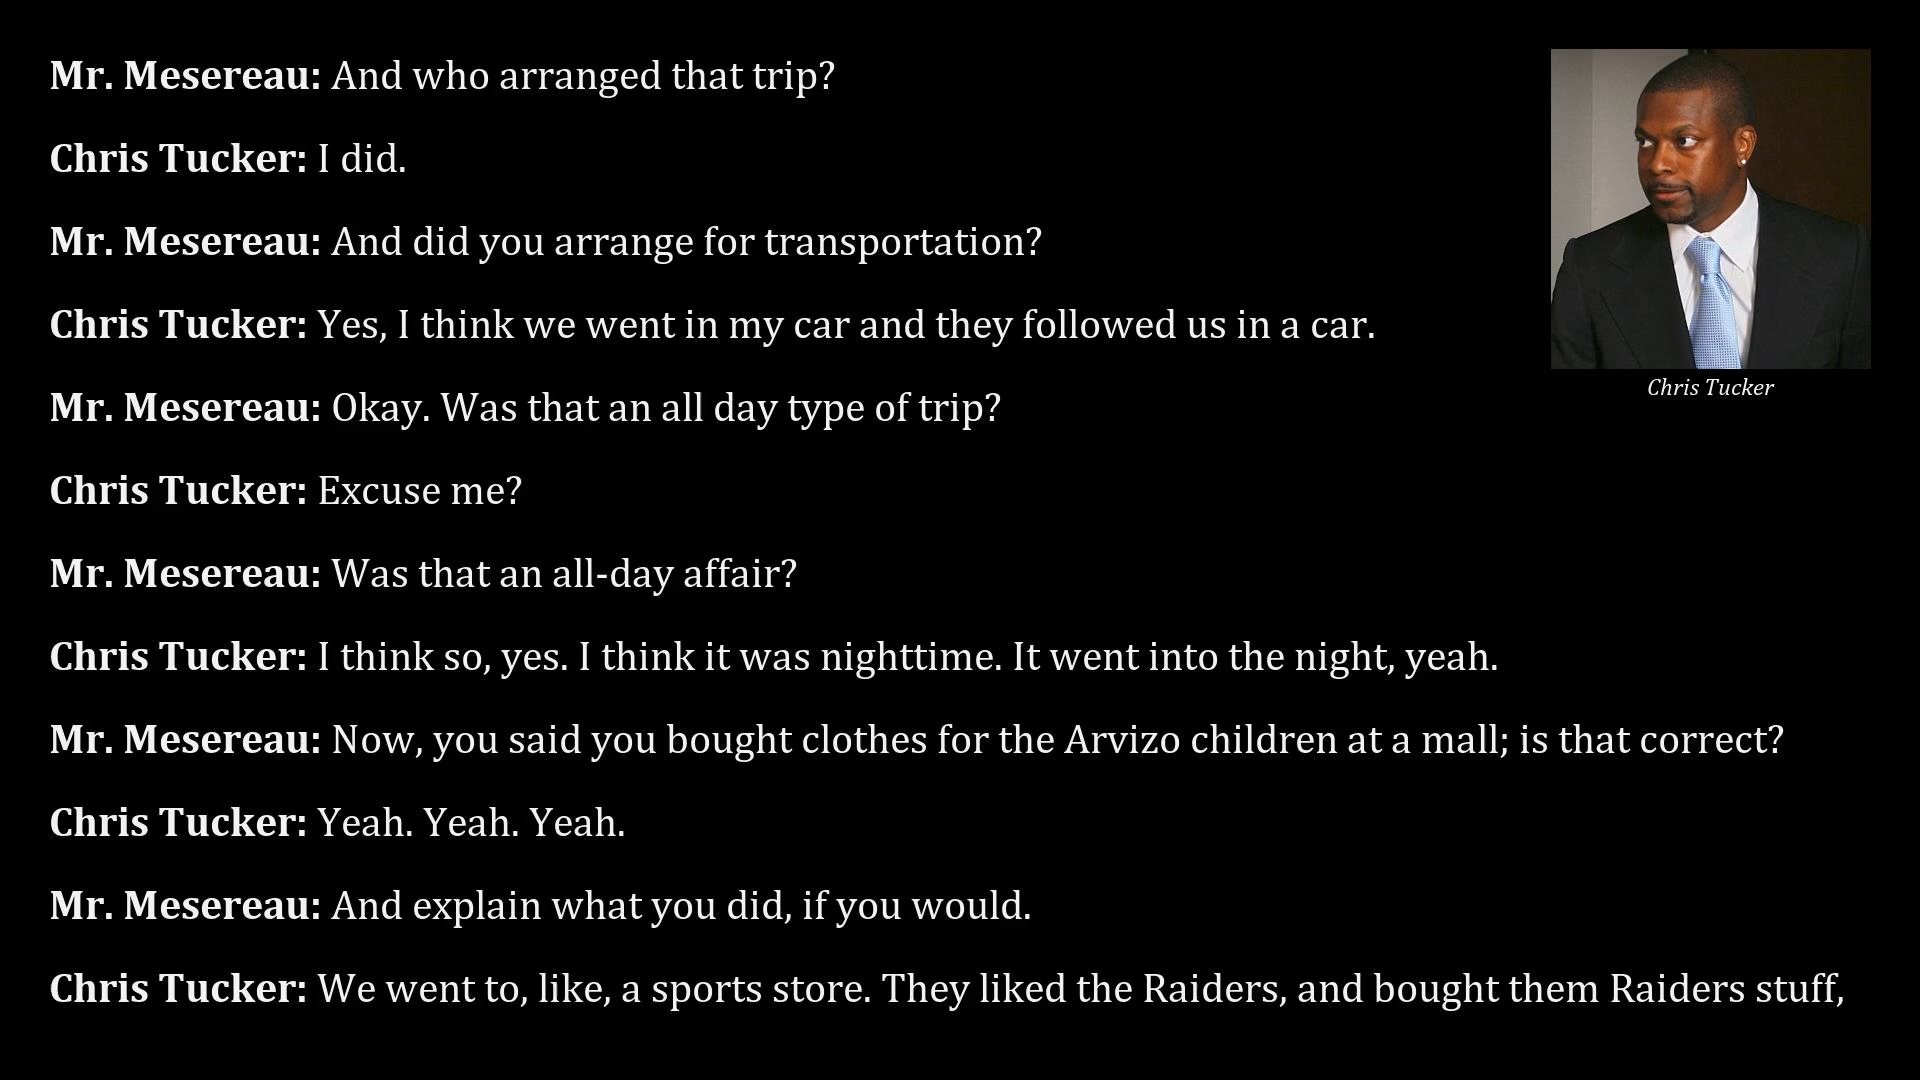 Mr. Mesereau: And who arranged that trip?
Chris Tucker: I did.
Mr. Mesereau: And did you arrange for transportation?
Chris Tucker: Yes, I think we went in my car and they followed us in a car.
Mr. Mesereau: Okay. Was that an all day type of trip?
Chris Tucker: Excuse me?
Mr. Mesereau: Was that an all-day affair?
Chris Tucker: I think so, yes. I think it was nighttime. It went into the night, yeah.
Mr. Mesereau: Now, you said you bought clothes for the Arvizo children at a mall; is that correct?
Chris Tucker: Yeah. Yeah. Yeah.
Mr. Mesereau: And explain what you did, if you would.
Chris Tucker: We went to, like, a sports store. They liked the Raiders, and bought them Raiders stuff,
Chris Tucker